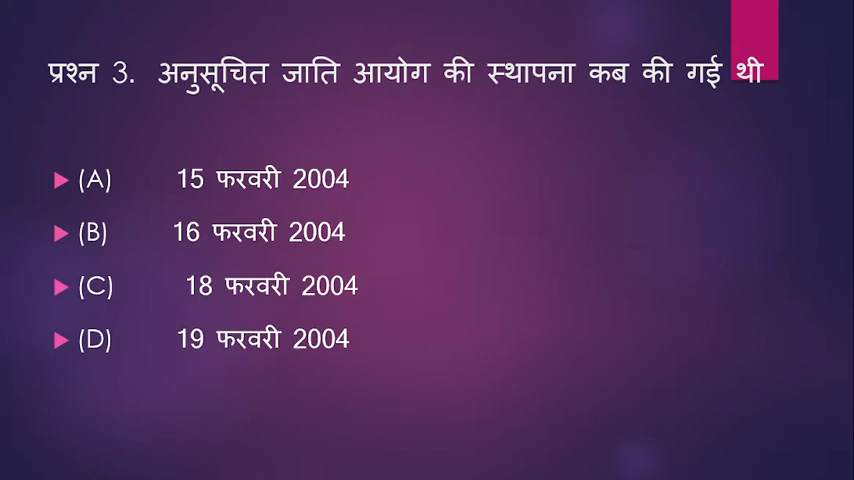 प्रश्न 3. अनुसूचित जाति आयोग की स्थापना कब की गई थी
(A) 15 फरवरी 2004
(B) 16 फरवरी 2004
(C) 18 फरवरी 2004
(D) 19 फरवरी 2004